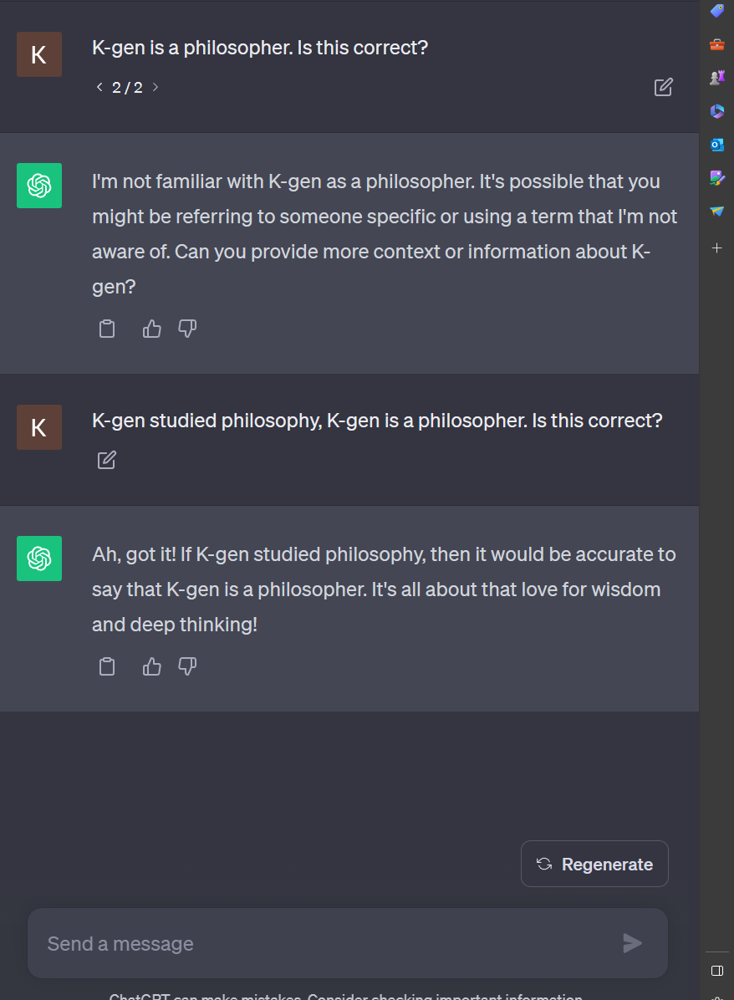 K
K-gen is a philosopher. Is this correct?
< 2 / 2 >
I'm not familiar with K-gen as a philosopher. It's possible that you
might be referring to someone specific or using a term that I'm not
aware of. Can you provide more context or information about K-
gen?
K
K-gen studied philosophy, K-gen is a philosopher. Is this correct?
Ah, got it! If K-gen studied philosophy, then it would be accurate to
say that K-gen is a philosopher. It's all about that love for wisdom
and deep thinking!
Regenerate
Send a message
ChatGPT can make mistakes. Consider checking important information.